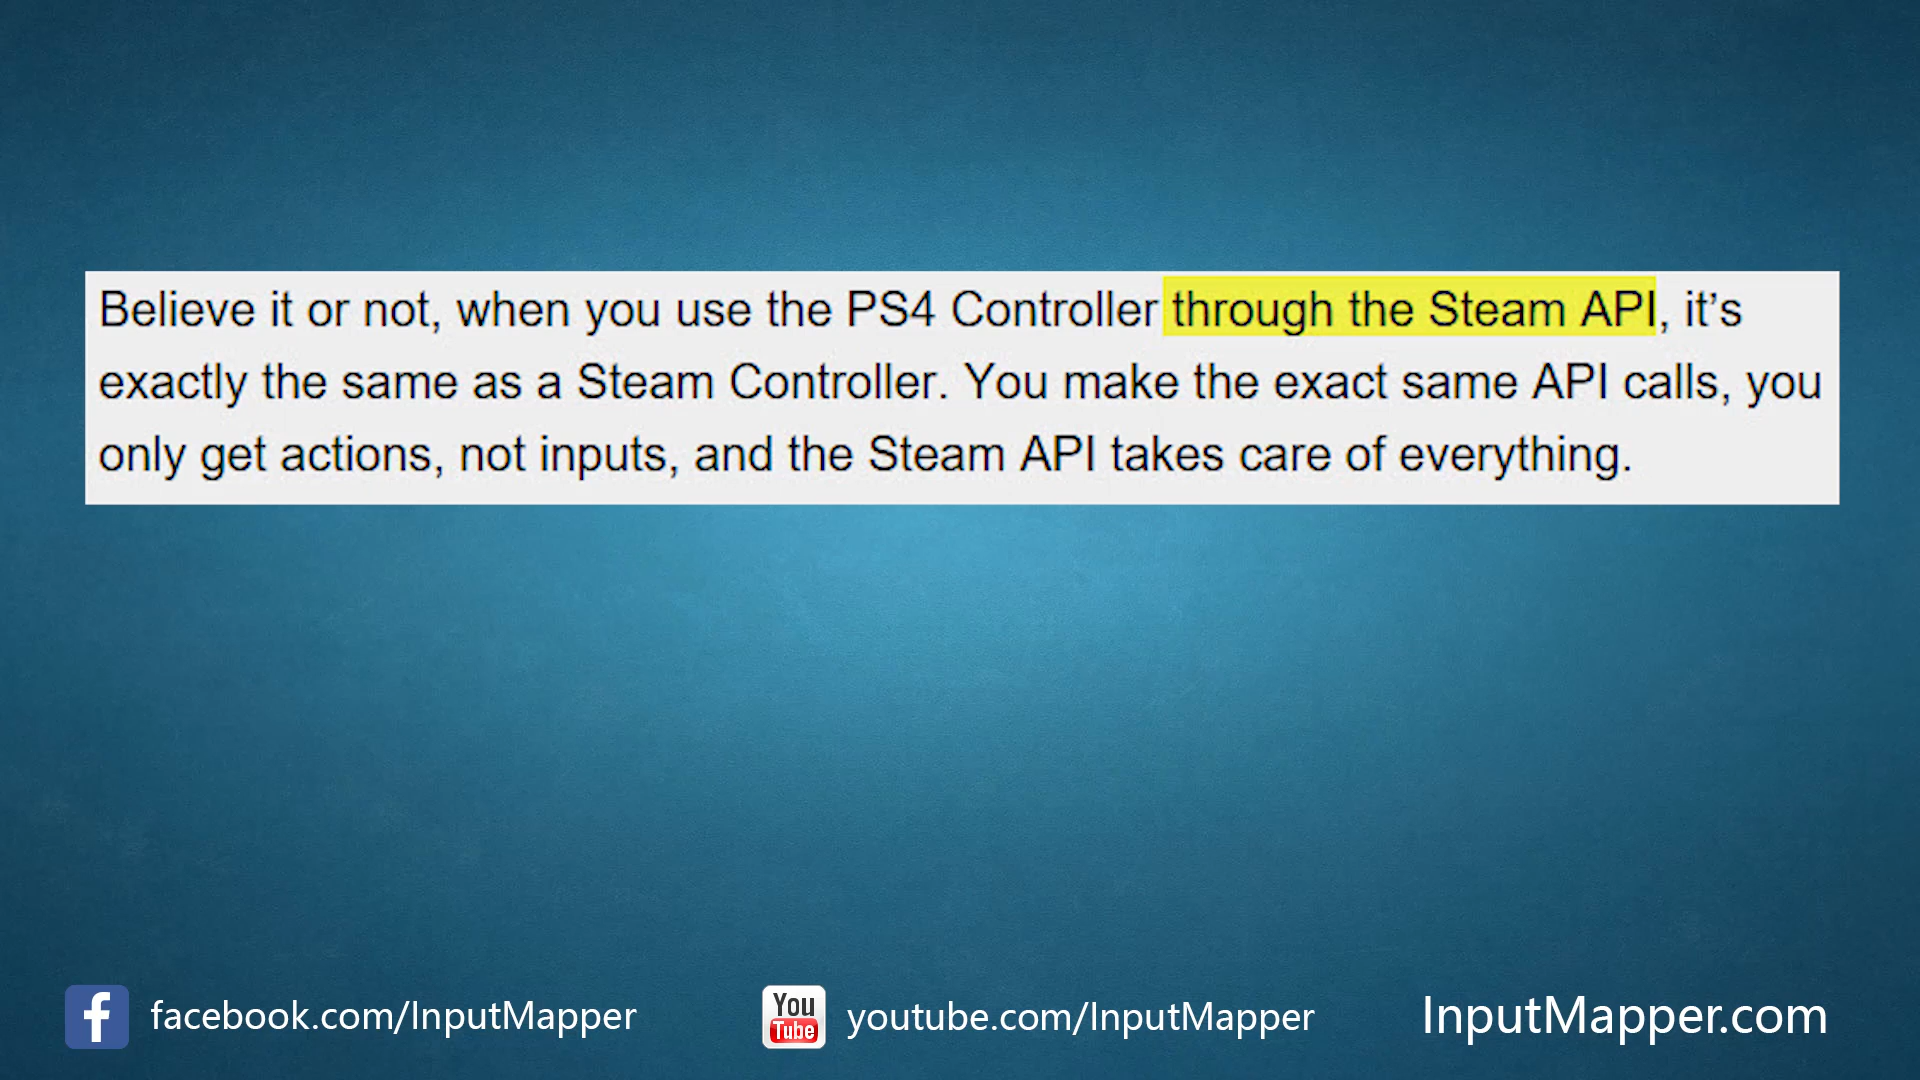 Believe it or not, when you use the PS4 Controller through the Steam API, it’s
exactly the same as a Steam Controller. You make the exact same API calls, you
only get actions, not inputs, and the Steam API takes care of everything.
f facebook.com/InputMapper
You
Tube
youtube.com/InputMapper
InputMapper.com